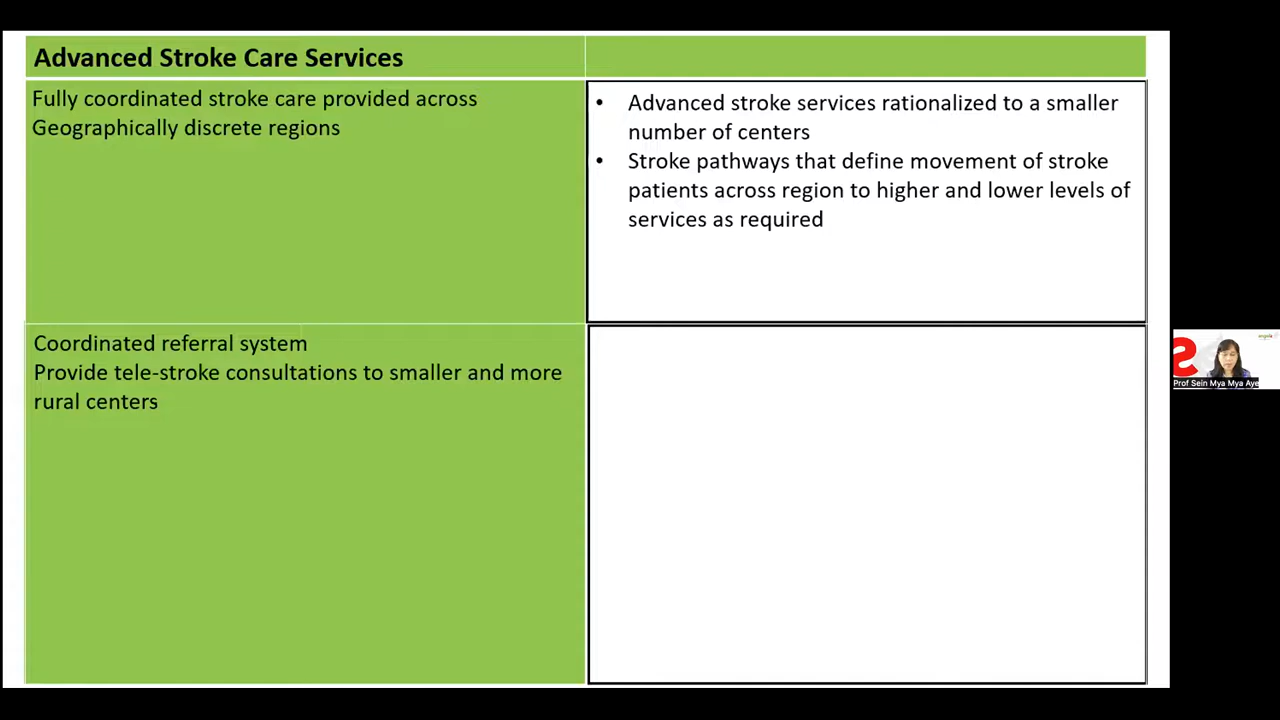 Advanced Stroke Care Services
Fully coordinated stroke care provided across
Geographically discrete regions
• Advanced stroke services rationalized to a smaller
number of centers
• Stroke pathways that define movement of stroke
patients across region to higher and lower levels of
services as required
Coordinated referral system
Provide tele-stroke consultations to smaller and more
rural centers
S
angels
Prof Sein Mya Mya Aye